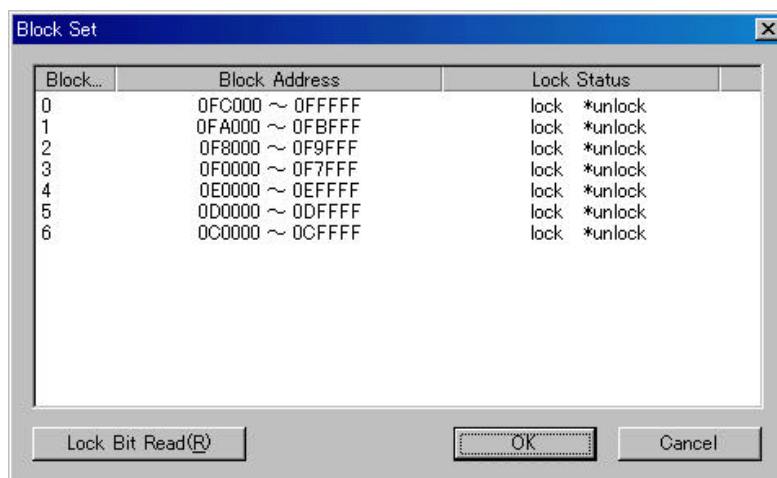 Block Set
Block... Block Address Lock Status
0 0FC000 ～ 0FFFFF lock *unlock
1 0FA000 ～ 0FBFFF lock *unlock
2 0F8000 ～ 0F9FFF lock *unlock
3 0F0000 ～ 0F7FFF lock *unlock
4 0E0000 ～ 0EFFFF lock *unlock
5 0D0000 ～ 0DFFFF lock *unlock
6 0C0000 ～ 0CFFFF lock *unlock
Lock Bit Read(R) OK Cancel